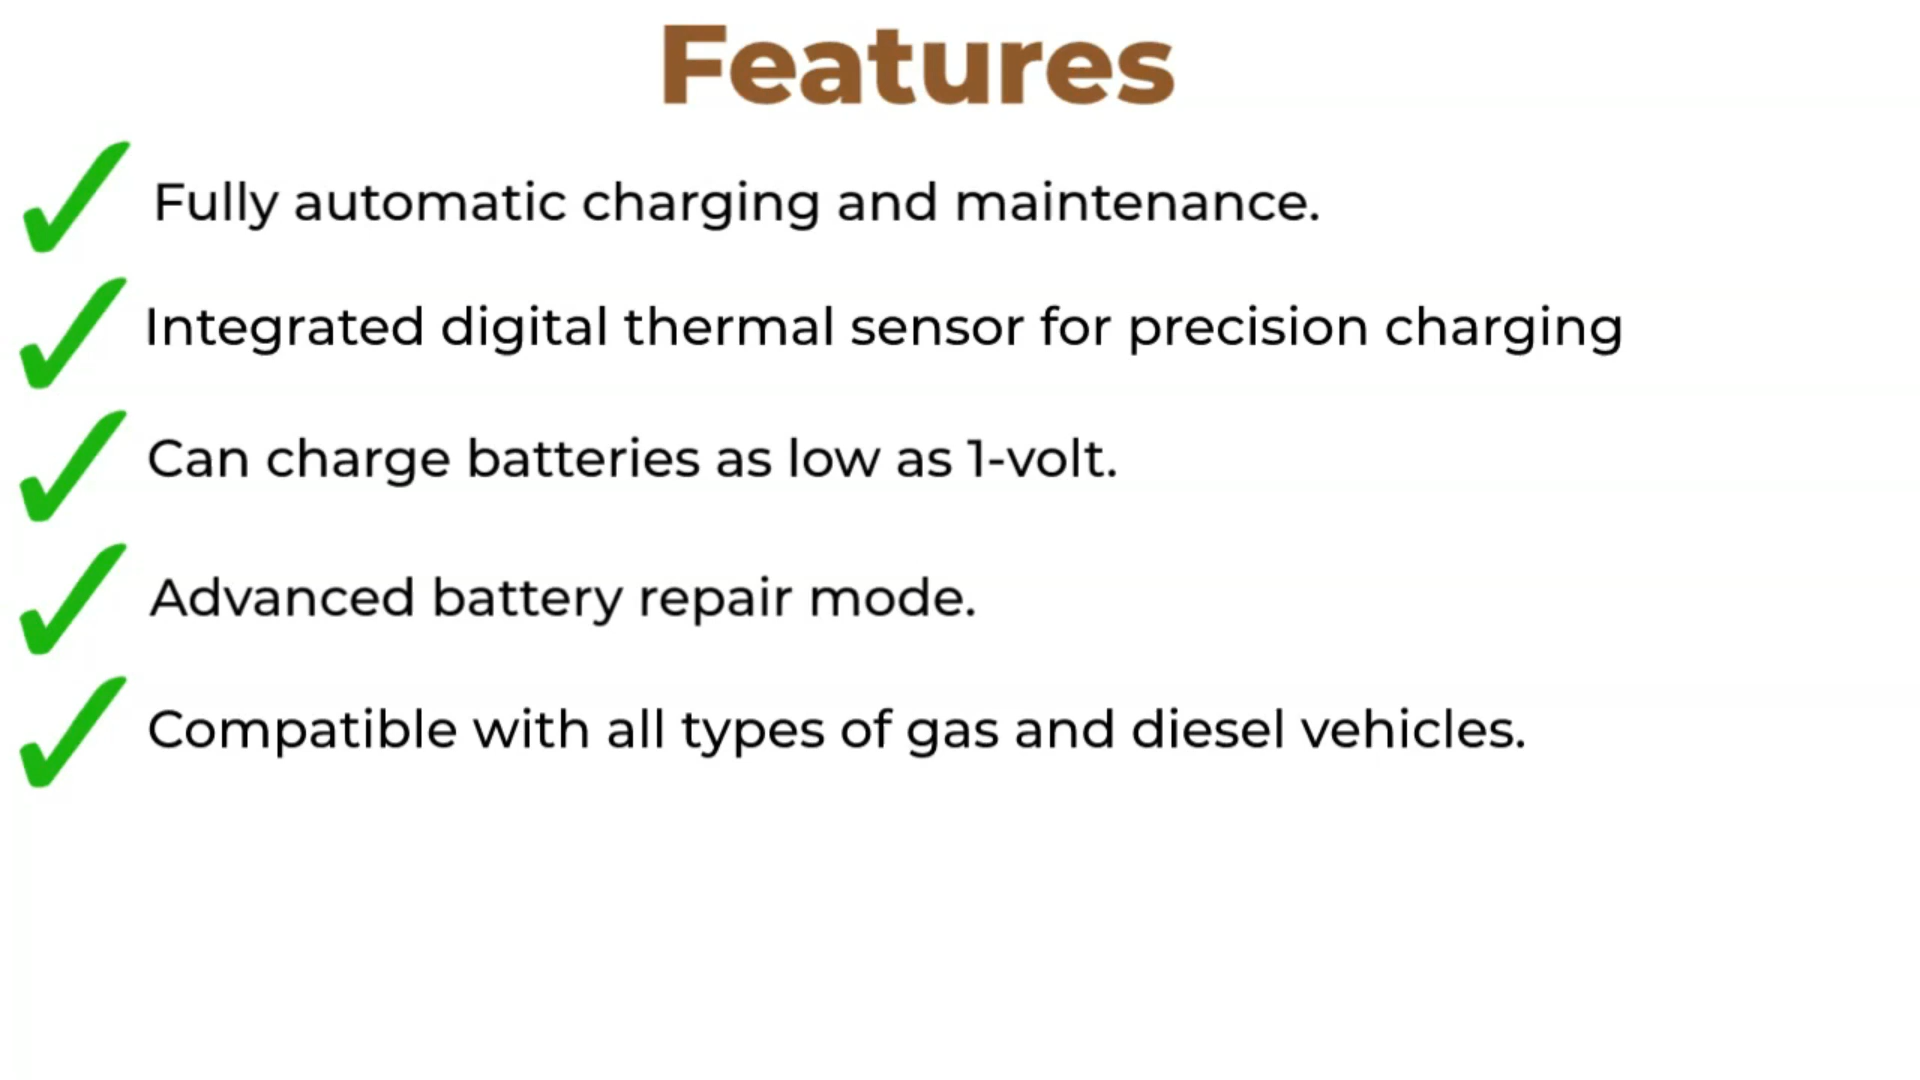 Features
Fully automatic charging and maintenance.
Integrated digital thermal sensor for precision charging
Can charge batteries as low as 1-volt.
Advanced battery repair mode.
Compatible with all types of gas and diesel vehicles.